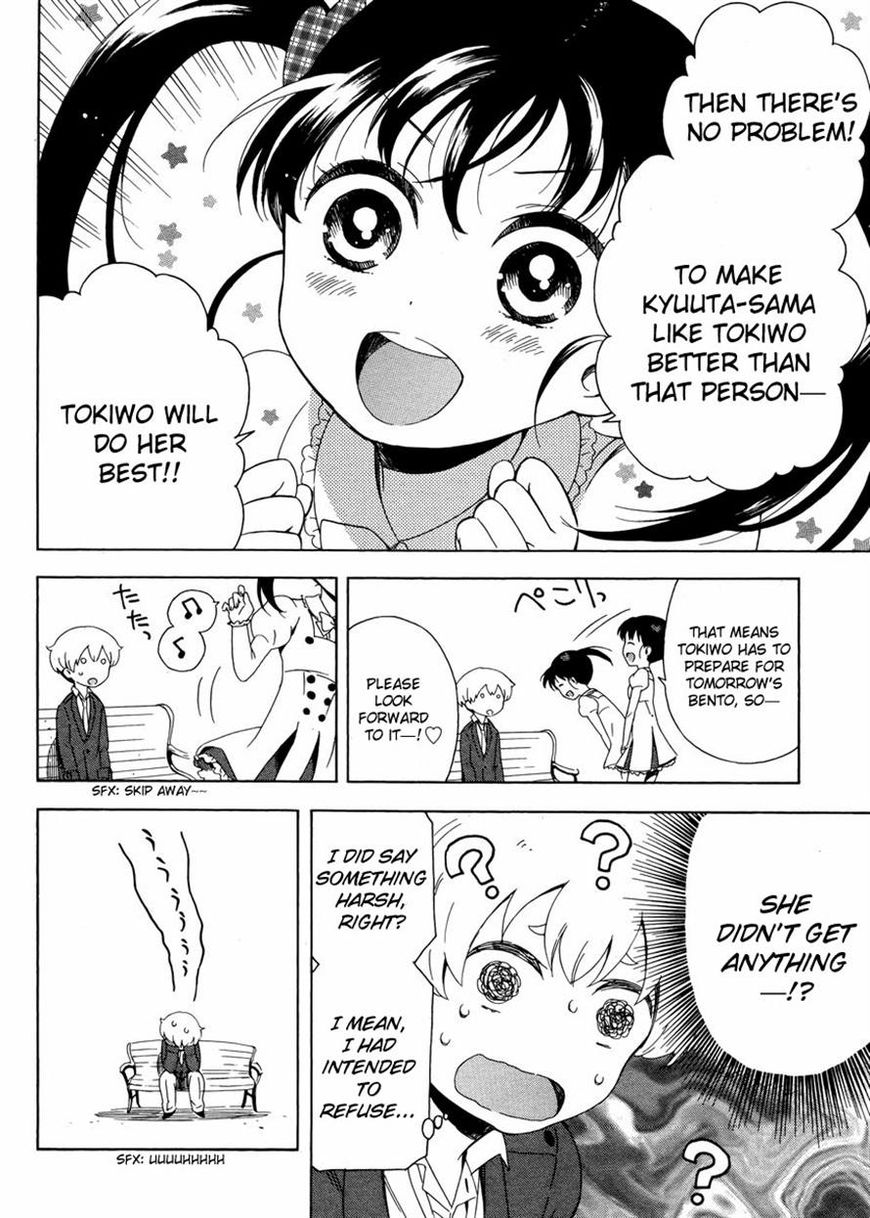 THEN THERE'S
NO PROBLEM!
TO MAKE
KYUUTA-SAMA
LIKE TOKIWO
BETTER THAN
THAT PERSON—
TOKIWO WILL
DO HER
BEST!!
ぺこりっ
THAT MEANS
TOKIWO HAS TO
PREPARE FOR
TOMORROW'S
BENTO, SO—
PLEASE
LOOK
FORWARD
TO IT—!♡
たたたっ
♪
♪
SFX: SKIP AWAY~~
SHE
DIDN'T GET
ANYTHING
—!?
?
?
?
I DID SAY
SOMETHING
HARSH,
RIGHT?
I MEAN,
I HAD
INTENDED
TO
REFUSE...
うううう
SFX: UUUUHHHHH